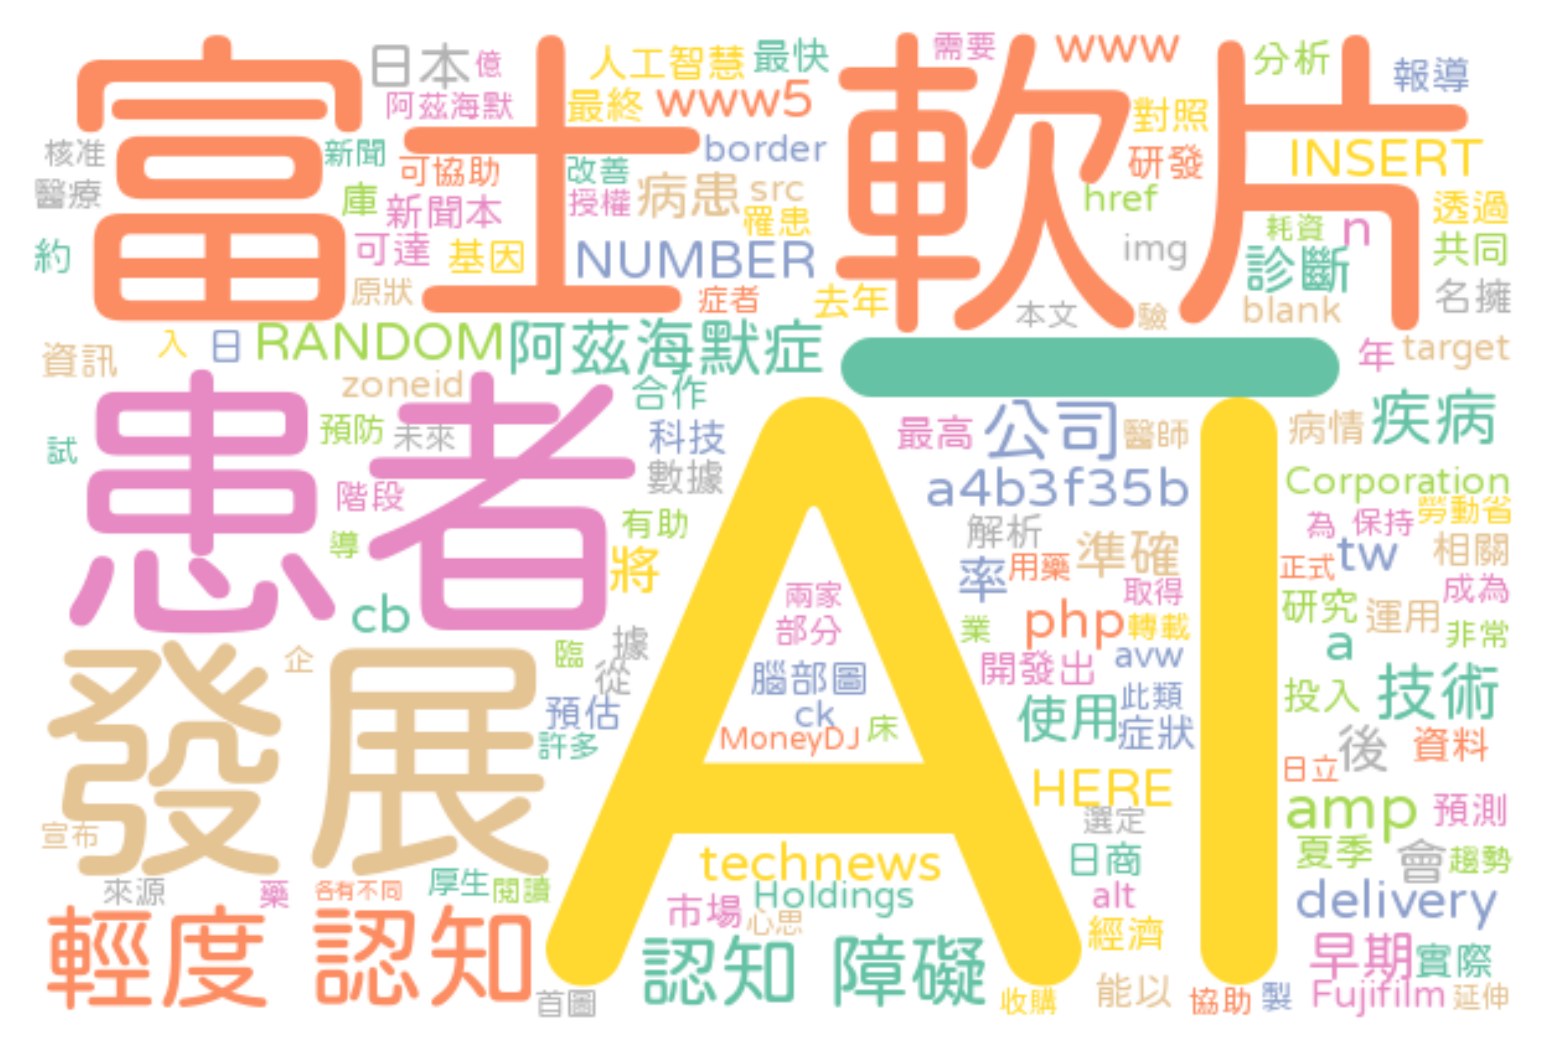 富士軟片
日本 億 人工智慧 最快 需要 www 分析 報導
阿茲海默 最終 www5 對照
核准 新聞 可協助 改善 border 研發 INSERT
醫療 庫 新聞本 授權 病患 src 罹患 href 透過
約 可達 基因 NUMBER img 耗資 n 共同
原狀 症者 去年 本文 驗 診斷 blank 名擁
資訊 入 日 RANDOM 阿茲海默症 一 年 target
zoneid 合作
患者
試 預防 未來 科技 最高 公司 醫師 病情 疾病
階段 數據 a4b3f35b Corporation
導 有助 解析 為 保持 勞動省
將 率 用藥 準確 正式 tw 相關
cb 兩家 取得 研究 運用 成為
AI
發展
企 臨 據 部分 業 php 轉載 a 非常
從 腦部圖 開發出 avw 投入 技術
預估 ck 使用 此類
許多 MoneyDJ 床 症狀 後 資料
日立
HERE amp 預測
宣布 選定 夏季 會 趨勢
technews 日商
來源 藥 各有不同 厚生 閱讀 Holdings alt delivery
輕度 認知 市場 心思 經濟
認知 障礙 早期 實際
首圖 收購 能以 協助 製 Fujifilm 延伸